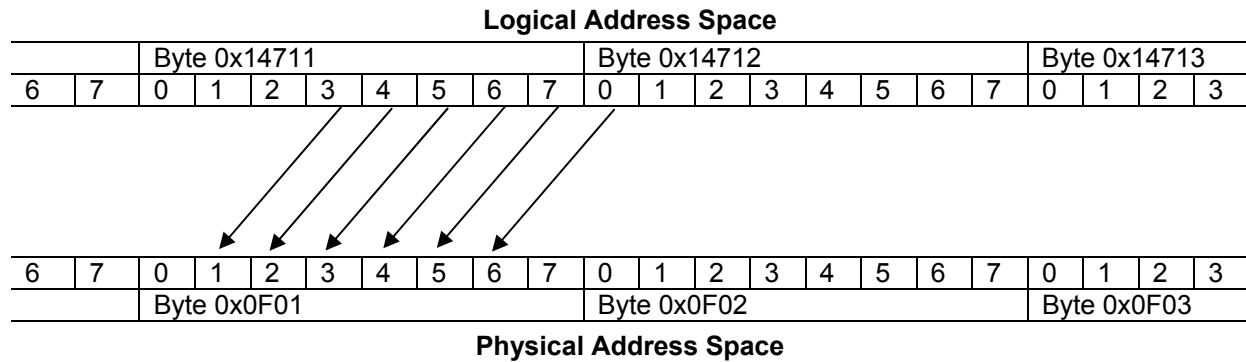 Logical Address Space
Byte 0x14711 Byte 0x14712 Byte 0x14713
6 7 0 1 2 3 4 5 6 7 0 1 2 3 4 5 6 7 0 1 2 3
6 7 0 1 2 3 4 5 6 7 0 1 2 3 4 5 6 7 0 1 2 3
Byte 0x0F01 Byte 0x0F02 Byte 0x0F03
Physical Address Space